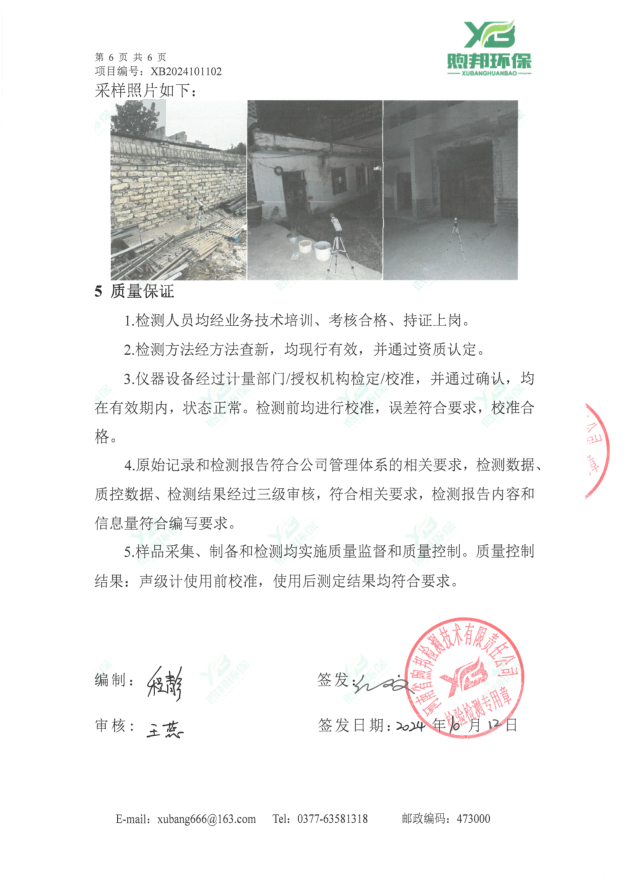 XB
煦邦环保
XUBANGHUANBAO
第 6 页 共 6 页
项目编号：XB2024101102
采样照片如下：
5 质量保证
1.检测人员均经业务技术培训、考核合格、持证上岗。
2.检测方法经方法查新，均现行有效，并通过资质认定。
3.仪器设备经过计量部门/授权机构检定/校准，并通过确认，均
在有效期内，状态正常。检测前均进行校准，误差符合要求，校准合
格。
4.原始记录和检测报告符合公司管理体系的相关要求，检测数据、
质控数据、检测结果经过三级审核，符合相关要求，检测报告内容和
信息量符合编写要求。
5.样品采集、制备和检测均实施质量监督和质量控制。质量控制
结果：声级计使用前校准，使用后测定结果均符合要求。
编制：程静
签发：
河南省煦邦检测技术有限责任公司
检验检测专用章
审核：王燕
签发日期：2024 年 10 月 12 日
E-mail：xubang666@163.com Tel：0377-63581318 邮政编码：473000